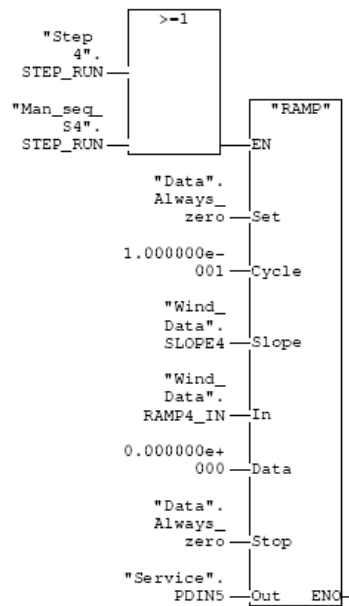 >=1
"Step
4".
STEP_RUN
"Man_seq_
S4".
STEP_RUN
"RAMP"
EN
"Data".
Always_
zero Set
1.000000e-
001 Cycle
"Wind_
Data".
SLOPE4 Slope
"Wind_
Data".
RAMP4_IN In
0.000000e+
000 Data
"Data".
Always_
zero Stop
"Service".
PDIN5 Out ENO